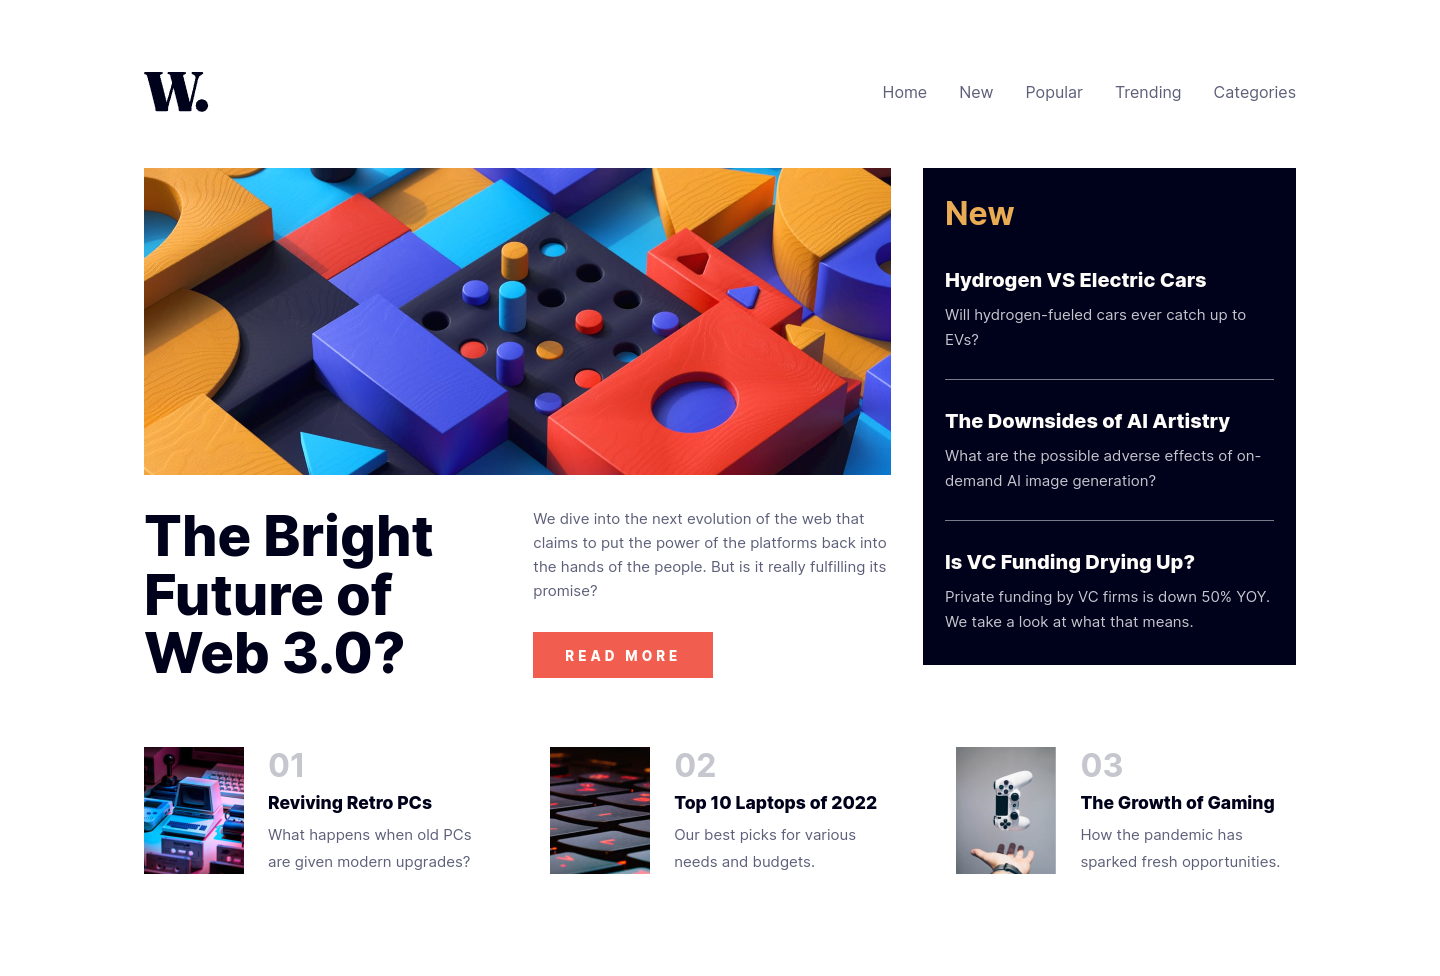 W.
Home New Popular Trending Categories
The Bright
Future of
Web 3.0?
We dive into the next evolution of the web that
claims to put the power of the platforms back into
the hands of the people. But is it really fulfilling its
promise?
READ MORE
New
Hydrogen VS Electric Cars
Will hydrogen-fueled cars ever catch up to
EVs?
The Downsides of AI Artistry
What are the possible adverse effects of on-
demand AI image generation?
Is VC Funding Drying Up?
Private funding by VC firms is down 50% YOY.
We take a look at what that means.
01
Reviving Retro PCs
What happens when old PCs
are given modern upgrades?
02
Top 10 Laptops of 2022
Our best picks for various
needs and budgets.
03
The Growth of Gaming
How the pandemic has
sparked fresh opportunities.